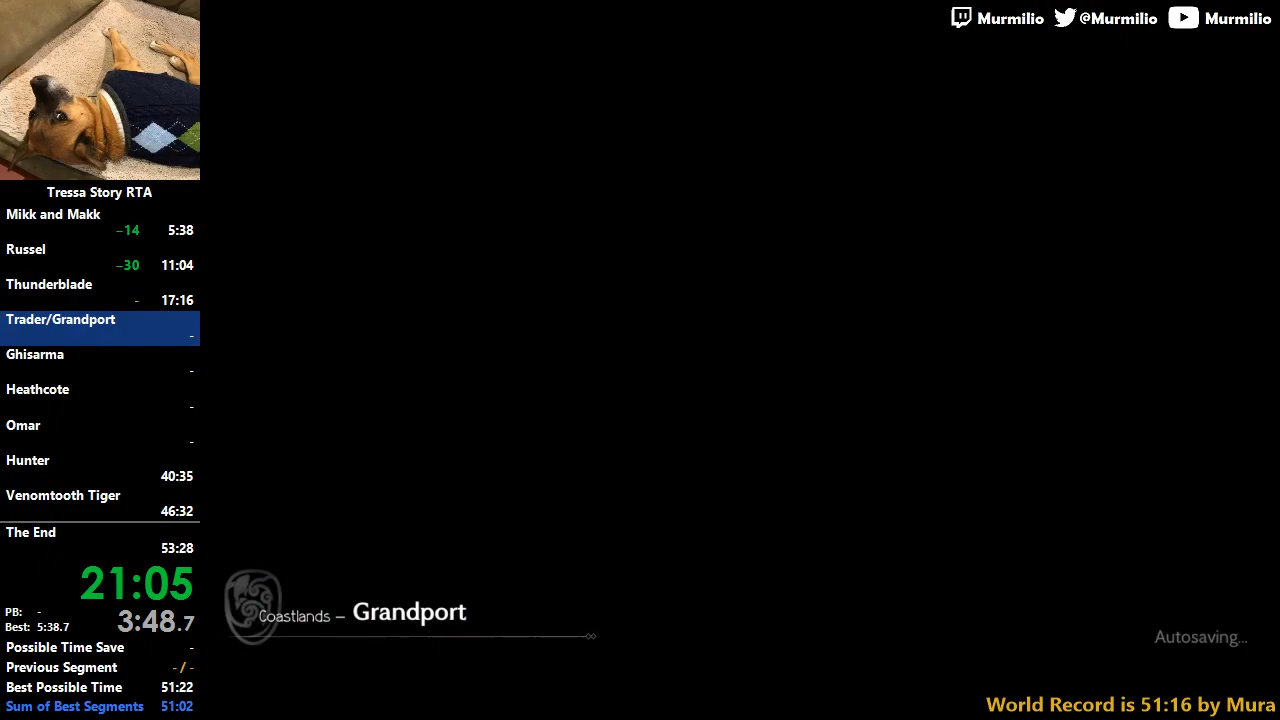 Murmilio @Murmilio Murmilio
Tressa Story RTA
Mikk and Makk
−14 5:38
Russel
−30 11:04
Thunderblade
- 17:16
Trader/Grandport
-
Ghisarma
-
Heathcote
-
Omar
-
Hunter
40:35
Venomtooth Tiger
46:32
The End
53:28
21:05
PB: -
Best: 5:38.7
3:48.7
Possible Time Save -
Previous Segment - / -
Best Possible Time 51:22
Sum of Best Segments 51:02
Coastlands – Grandport
Autosaving...
World Record is 51:16 by Mura